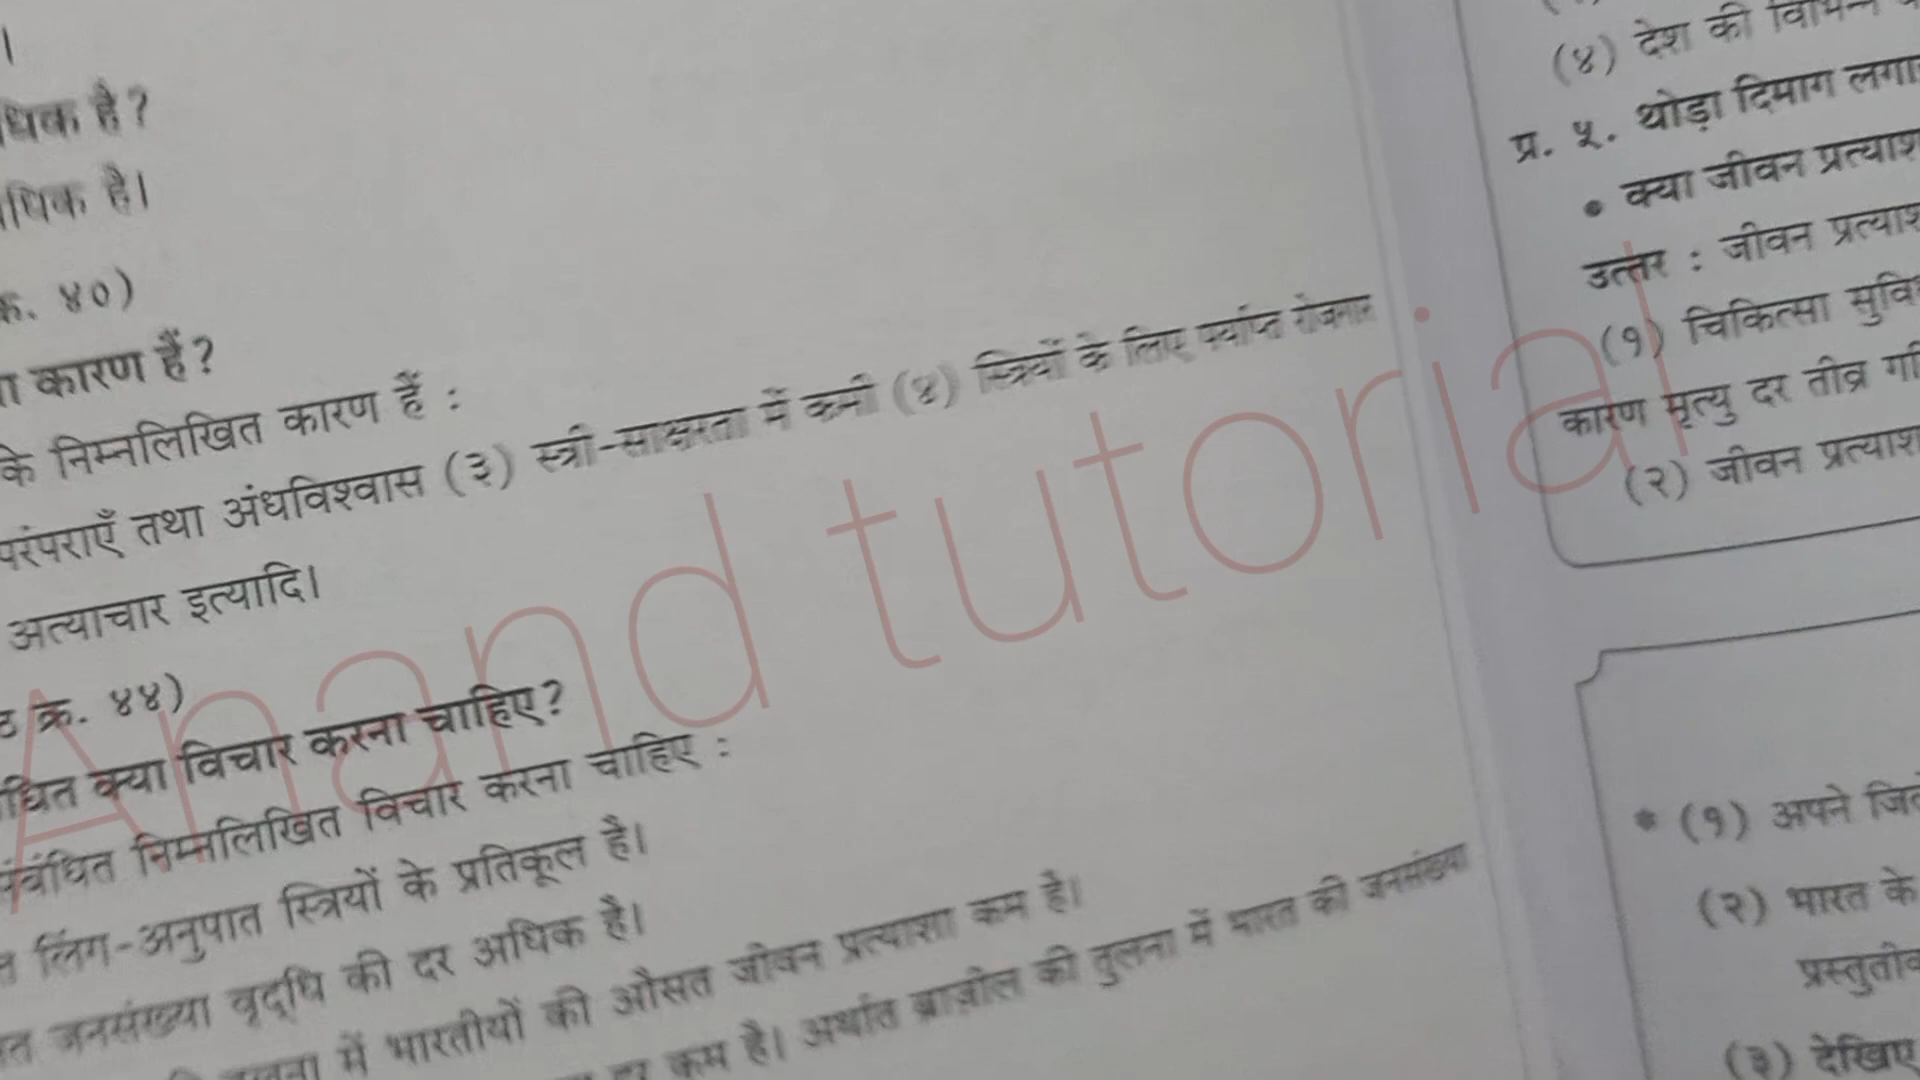 ।
धिक है?
धिक है।
क्र. ४०)
कारण हैं?
के निम्नलिखित कारण हैं :
परंपराएँ तथा अंधविश्वास (३) स्त्री-साक्षरता में कमी (४) स्त्रियों के लिए पर्याप्त रोजगार
अत्याचार इत्यादि।
ठ क्र. ४४)
धित क्या विचार करना चाहिए?
संबंधित निम्नलिखित विचार करना चाहिए :
त लिंग-अनुपात स्त्रियों के प्रतिकूल है।
त जनसंख्या वृद्धि की दर अधिक है।
में भारतीयों की औसत जीवन प्रत्याशा कम है।
दर कम है। अर्थात ब्राज़ील की तुलना में भारत की जनसंख्या
(४) देश की विभिन्न
प्र. ५. थोड़ा दिमाग लगा
• क्या जीवन प्रत्याश
उत्तर : जीवन प्रत्याश
(१) चिकित्सा सुवि
कारण मृत्यु दर तीव्र गति
(२) जीवन प्रत्याश
* (१) अपने जिले
(२) भारत के
प्रस्तुती
(३) देखिए
Anand tutorial